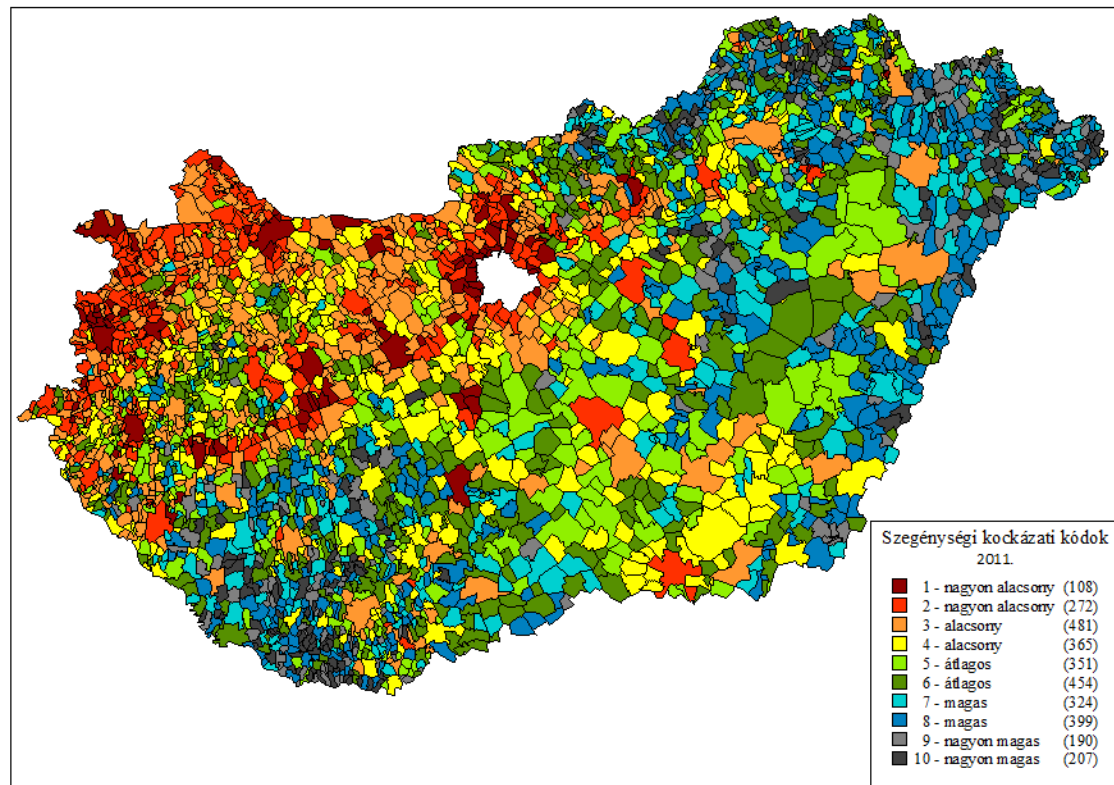 Szegénységi kockázati kódok
2011.
1 - nagyon alacsony (108)
2 - nagyon alacsony (272)
3 - alacsony (481)
4 - alacsony (365)
5 - átlagos (351)
6 - átlagos (454)
7 - magas (324)
8 - magas (399)
9 - nagyon magas (190)
10 - nagyon magas (207)